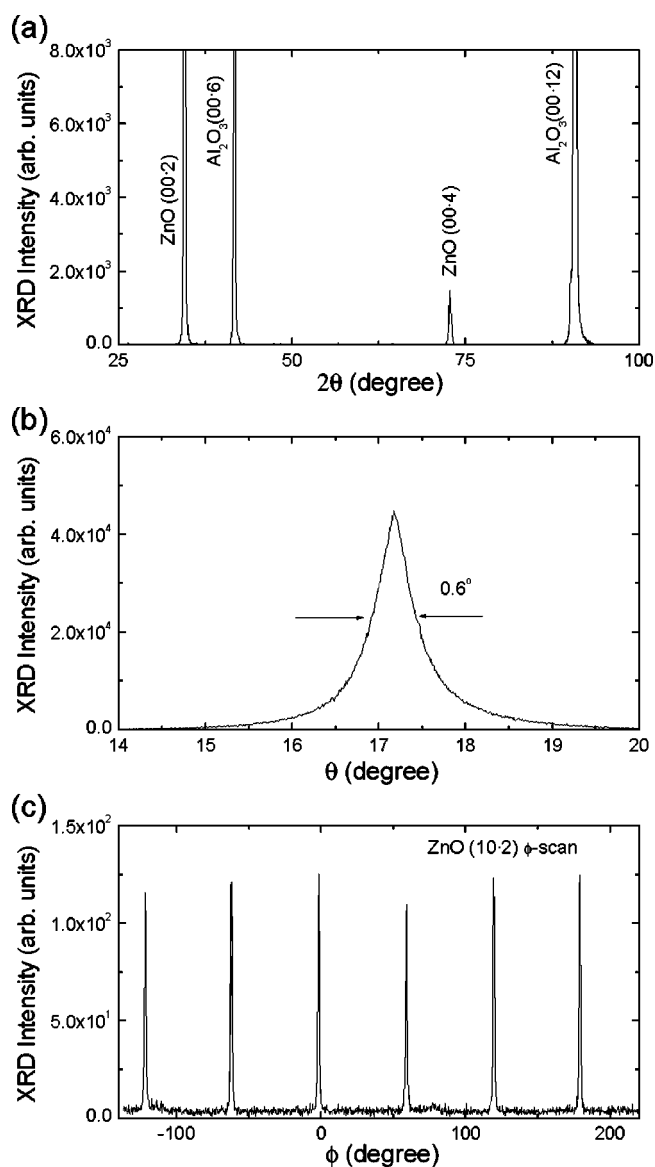 (a)
XRD Intensity (arb. units)
8.0x10³
6.0x10³
4.0x10³
2.0x10³
0.0
ZnO (00·2)
Al₂O₃(00·6)
ZnO (00·4)
Al₂O₃(00·12)
25 50 75 100
2θ (degree)
(b)
XRD Intensity (arb. units)
6.0x10⁴
4.0x10⁴
2.0x10⁴
0.0
0.6°
14 15 16 17 18 19 20
θ (degree)
(c)
XRD Intensity (arb. units)
1.5x10²
1.0x10²
5.0x10¹
0.0
ZnO (10·2) ϕ-scan
-100 0 100 200
ϕ (degree)